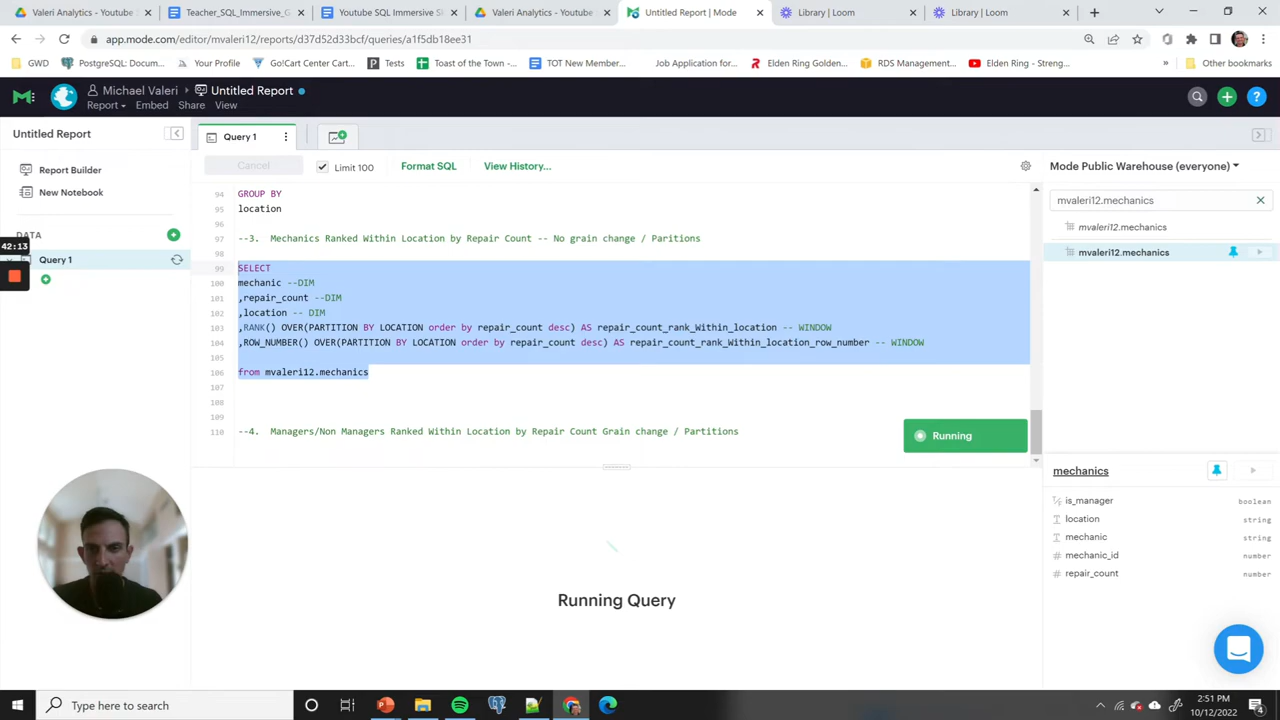 Valeri Analytics - Youtube
Teacher_SQL_Immersive_G
Youtube SQL Immersive Sk
Valeri Analytics - Youtube
Untitled Report | Mode
Library | Loom
Library | Loom
app.mode.com/editor/mvaleri12/reports/d37d52d33bcf/queries/a1f5db18ee31
GWD
PostgreSQL: Docum...
Your Profile
Go!Cart Center Cartt...
Tests
Toast of the Town -...
TOT New Member...
Job Application for...
Elden Ring Golden...
RDS Management...
Elden Ring - Streng...
»
Other bookmarks
Michael Valeri
Untitled Report
Report
Embed
Share
View
Untitled Report
Query 1
Cancel
Limit 100
Format SQL
View History...
Mode Public Warehouse (everyone)
Report Builder
New Notebook
DATA
Query 1
42:13
94 GROUP BY
95 location
96
97 --3. Mechanics Ranked Within Location by Repair Count -- No grain change / Paritions
98
99 SELECT
100 mechanic --DIM
101 ,repair_count --DIM
102 ,location -- DIM
103 ,RANK() OVER(PARTITION BY LOCATION order by repair_count desc) AS repair_count_rank_Within_location -- WINDOW
104 ,ROW_NUMBER() OVER(PARTITION BY LOCATION order by repair_count desc) AS repair_count_rank_Within_location_row_number -- WINDOW
105
106 from mvaleri12.mechanics
107
108
109
110 --4. Managers/Non Managers Ranked Within Location by Repair Count Grain change / Partitions
Running
Running Query
mvaleri12.mechanics
mvaleri12.mechanics
mvaleri12.mechanics
mechanics
is_manager boolean
location string
mechanic string
mechanic_id number
repair_count number
Type here to search
2:51 PM
10/12/2022
4